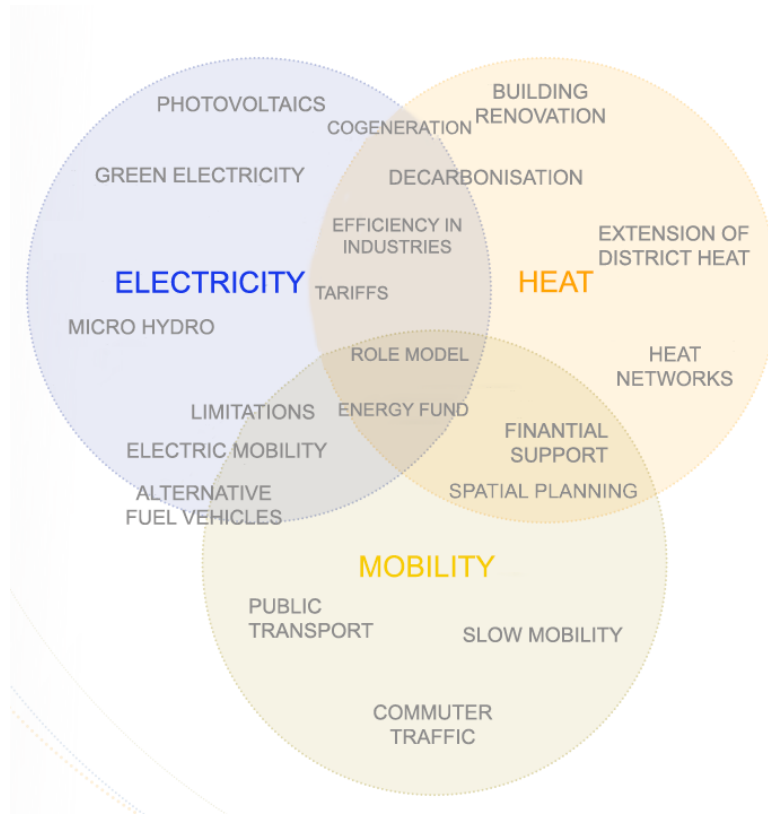 PHOTOVOLTAICS
BUILDING
RENOVATION
COGENERATION
GREEN ELECTRICITY
DECARBONISATION
EFFICIENCY IN
INDUSTRIES
EXTENSION OF
DISTRICT HEAT
ELECTRICITY
TARIFFS
HEAT
MICRO HYDRO
ROLE MODEL
HEAT
NETWORKS
LIMITATIONS
ENERGY FUND
FINANTIAL
SUPPORT
ELECTRIC MOBILITY
ALTERNATIVE
FUEL VEHICLES
SPATIAL PLANNING
MOBILITY
PUBLIC
TRANSPORT
SLOW MOBILITY
COMMUTER
TRAFFIC